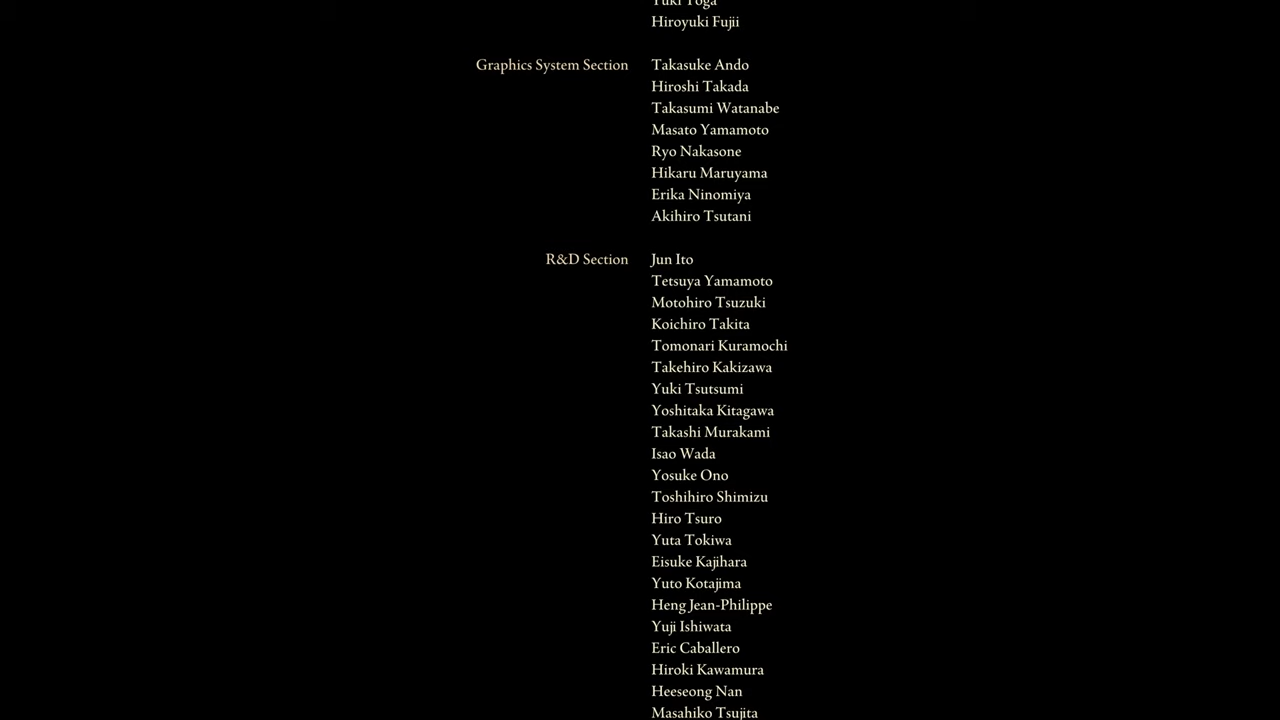 Yuki Toga
Hiroyuki Fujii
Graphics System Section Takasuke Ando
Hiroshi Takada
Takasumi Watanabe
Masato Yamamoto
Ryo Nakasone
Hikaru Maruyama
Erika Ninomiya
Akihiro Tsutani
R&D Section Jun Ito
Tetsuya Yamamoto
Motohiro Tsuzuki
Koichiro Takita
Tomonari Kuramochi
Takehiro Kakizawa
Yuki Tsutsumi
Yoshitaka Kitagawa
Takashi Murakami
Isao Wada
Yosuke Ono
Toshihiro Shimizu
Hiro Tsuro
Yuta Tokiwa
Eisuke Kajihara
Yuto Kotajima
Heng Jean-Philippe
Yuji Ishiwata
Eric Caballero
Hiroki Kawamura
Heeseong Nan
Masahiko Tsujita